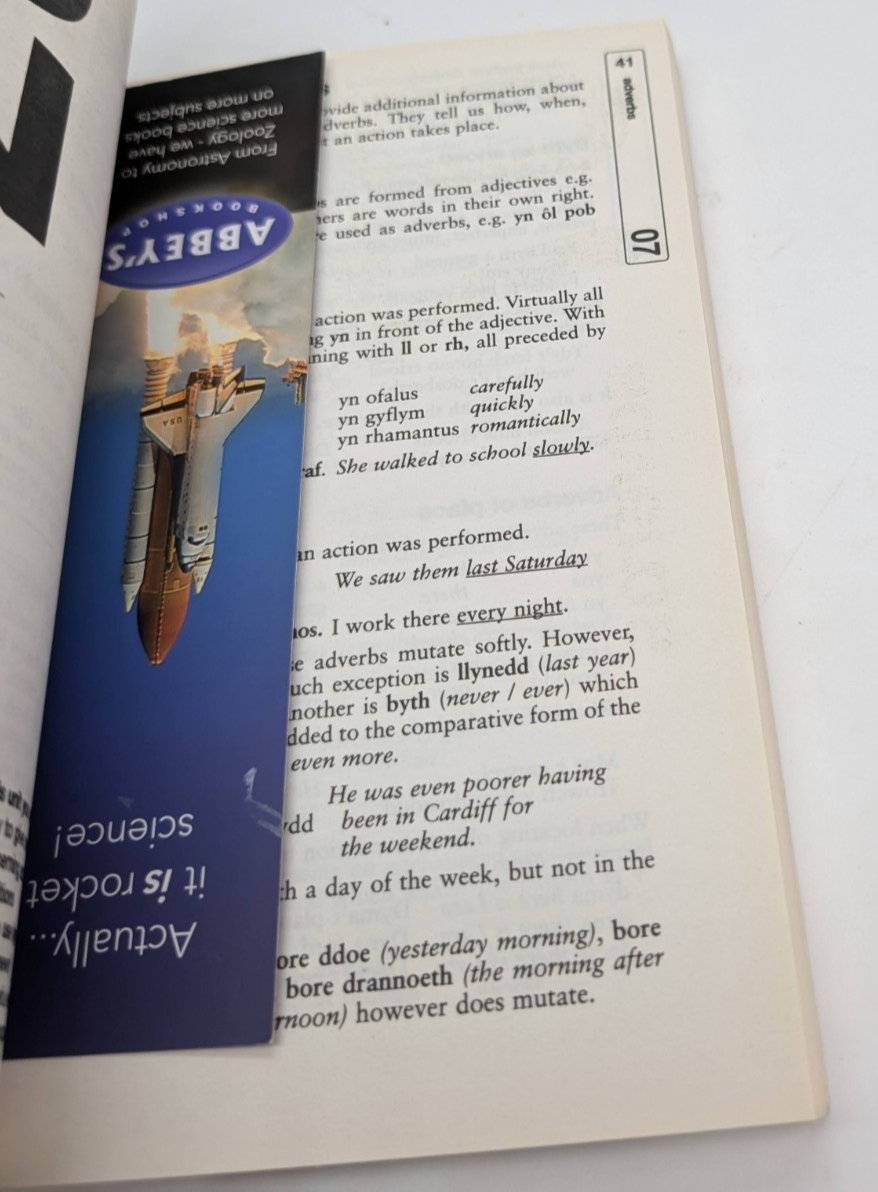 41
adverbs
07
vide additional information about
dverbs. They tell us how, when,
t an action takes place.
s are formed from adjectives e.g.
ers are words in their own right.
e used as adverbs, e.g. yn ôl pob
action was performed. Virtually all
g yn in front of the adjective. With
ning with ll or rh, all preceded by
yn ofalus carefully
yn gyflym quickly
yn rhamantus romantically
af. She walked to school slowly.
an action was performed.
We saw them last Saturday
nos. I work there every night.
e adverbs mutate softly. However,
uch exception is llynedd (last year)
nother is byth (never / ever) which
dded to the comparative form of the
even more.
He was even poorer having
dd been in Cardiff for
the weekend.
h a day of the week, but not in the
ore ddoe (yesterday morning), bore
bore drannoeth (the morning after
rnoon) however does mutate.
Actually...
it is rocket
science!
USA
ABBEY'S
BOOKSHOP
From Astronomy to
Zoology - we have
more science books
on more subjects